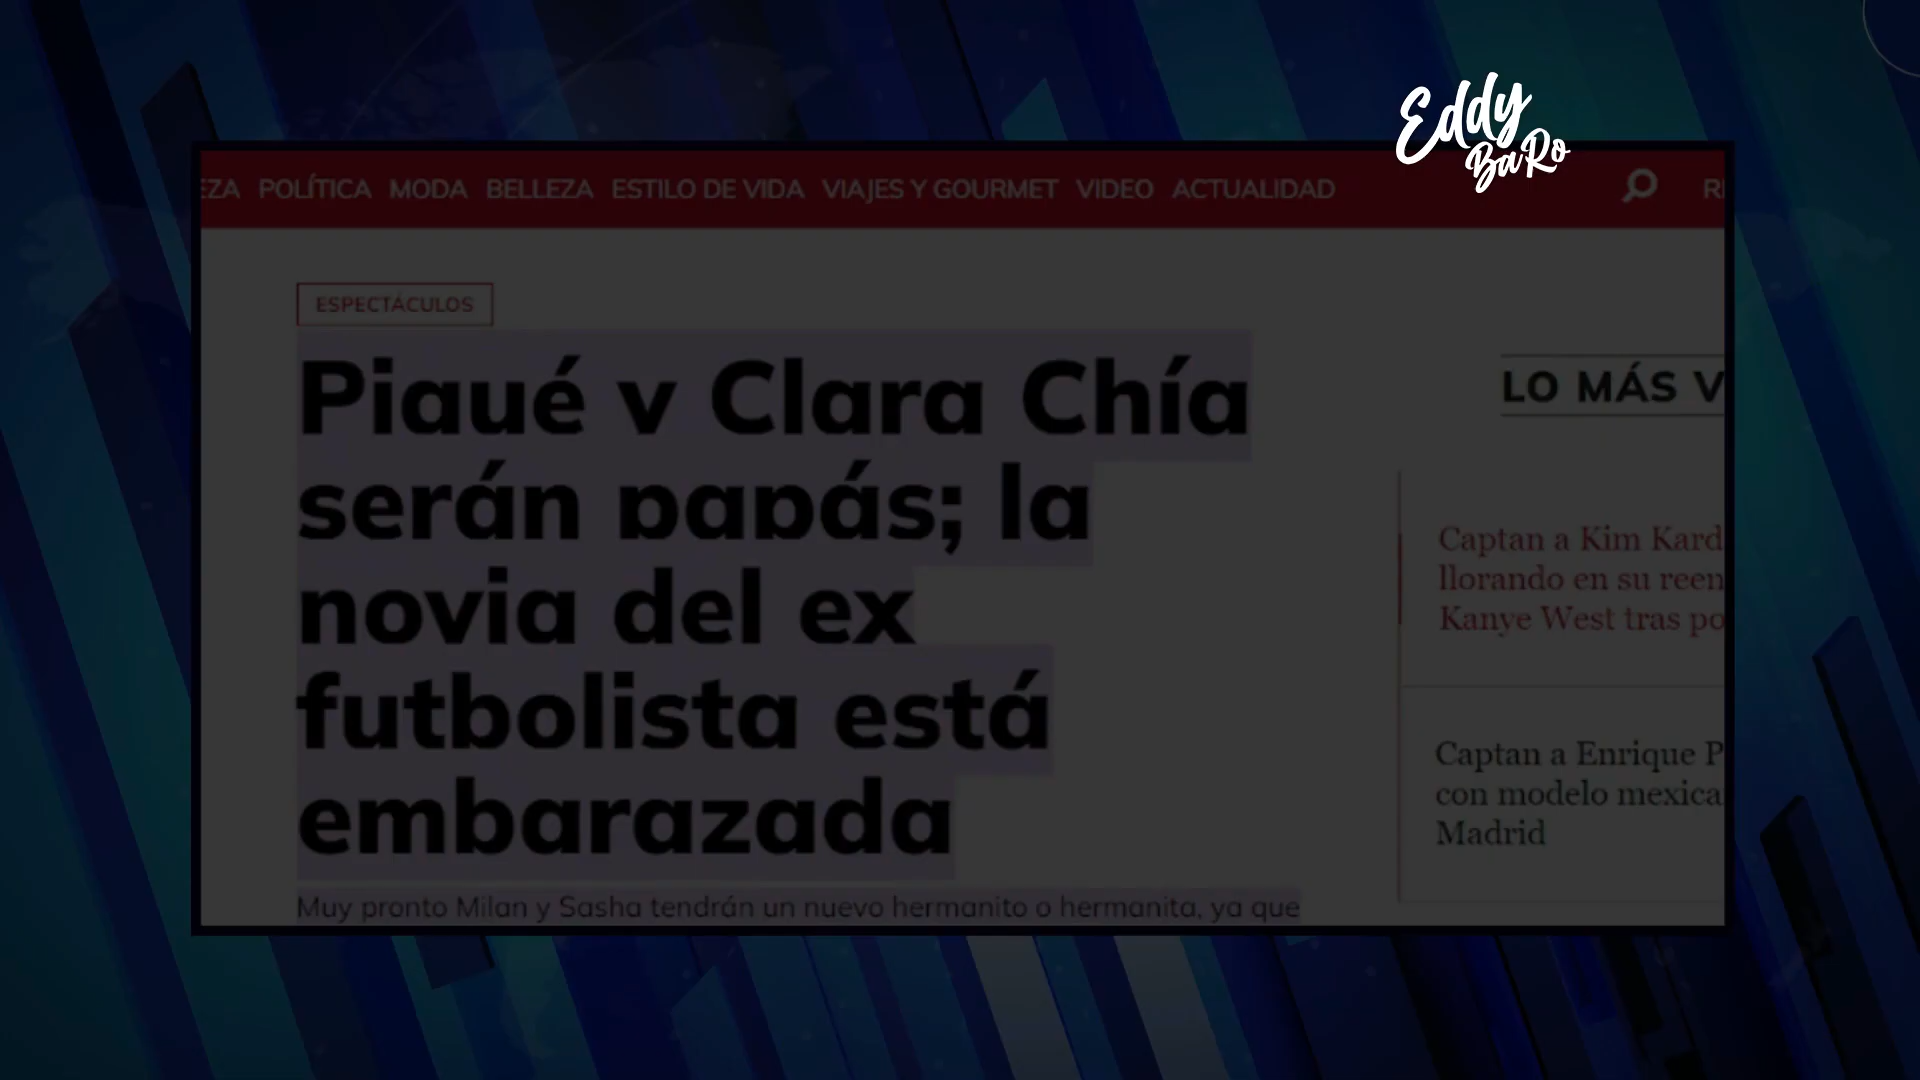 Eddy
BaRo
EZA POLÍTICA MODA BELLEZA ESTILO DE VIDA VIAJES Y GOURMET VIDEO ACTUALIDAD
ESPECTÁCULOS
Piqué y Clara Chía
serán papás; la
novia del ex
futbolista está
embarazada
Muy pronto Milan y Sasha tendrán un nuevo hermanito o hermanita, ya que
LO MÁS V
Captan a Kim Kard
llorando en su reen
Kanye West tras po
Captan a Enrique P
con modelo mexica
Madrid